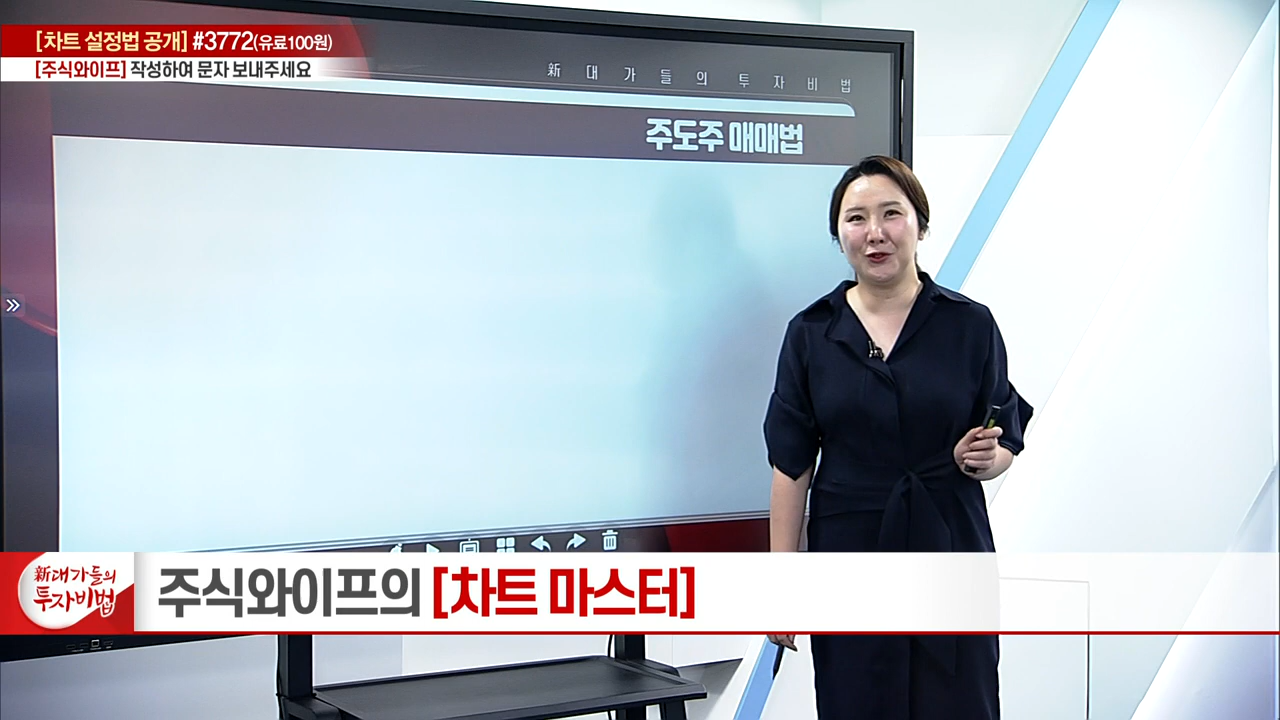 [차트 설정법 공개] #3772(유료100원)
[주식와이프] 작성하여 문자 보내주세요
新 대 가 들 의 투 자 비 법
주도주 매매법
新대가들의
투자비법
주식와이프의 [차트 마스터]